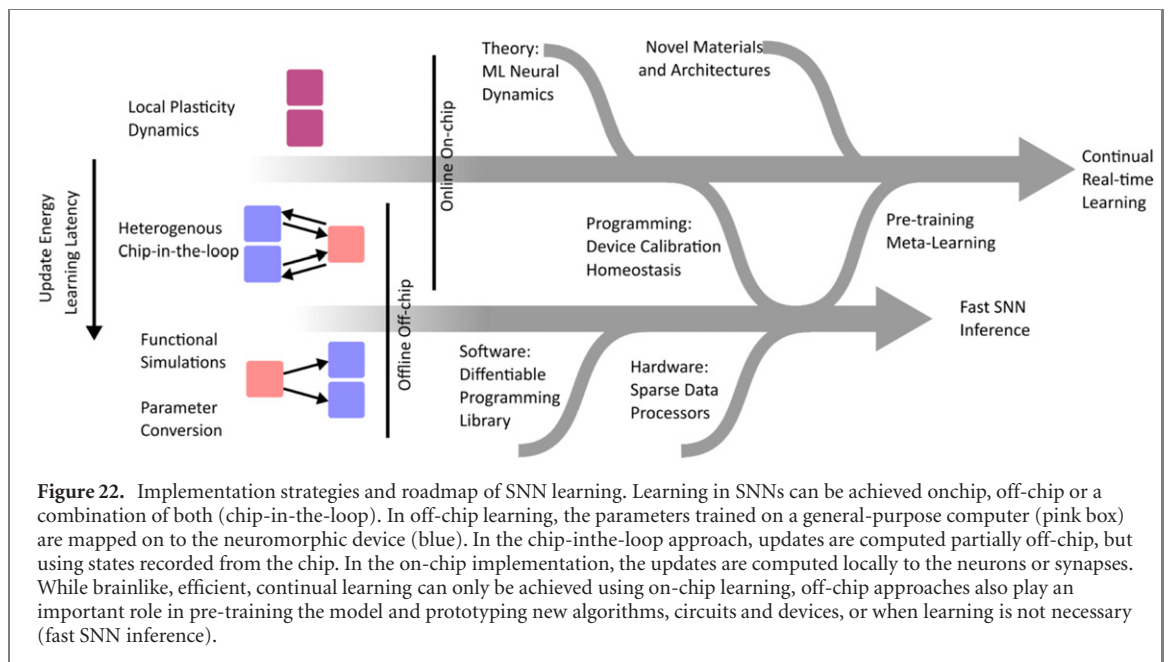 Theory:
ML Neural
Dynamics
Novel Materials
and Architectures
Local Plasticity
Dynamics
Online On-chip
Continual
Real-time
Learning
Update Energy
Learning Latency
Heterogenous
Chip-in-the-loop
Programming:
Device Calibration
Homeostasis
Pre-training
Meta-Learning
Fast SNN
Inference
Offline Off-chip
Functional
Simulations
Parameter
Conversion
Software:
Diffentiable
Programming
Library
Hardware:
Sparse Data
Processors
Figure 22. Implementation strategies and roadmap of SNN learning. Learning in SNNs can be achieved onchip, off-chip or a
combination of both (chip-in-the-loop). In off-chip learning, the parameters trained on a general-purpose computer (pink box)
are mapped on to the neuromorphic device (blue). In the chip-inthe-loop approach, updates are computed partially off-chip, but
using states recorded from the chip. In the on-chip implementation, the updates are computed locally to the neurons or synapses.
While brainlike, efficient, continual learning can only be achieved using on-chip learning, off-chip approaches also play an
important role in pre-training the model and prototyping new algorithms, circuits and devices, or when learning is not necessary
(fast SNN inference).